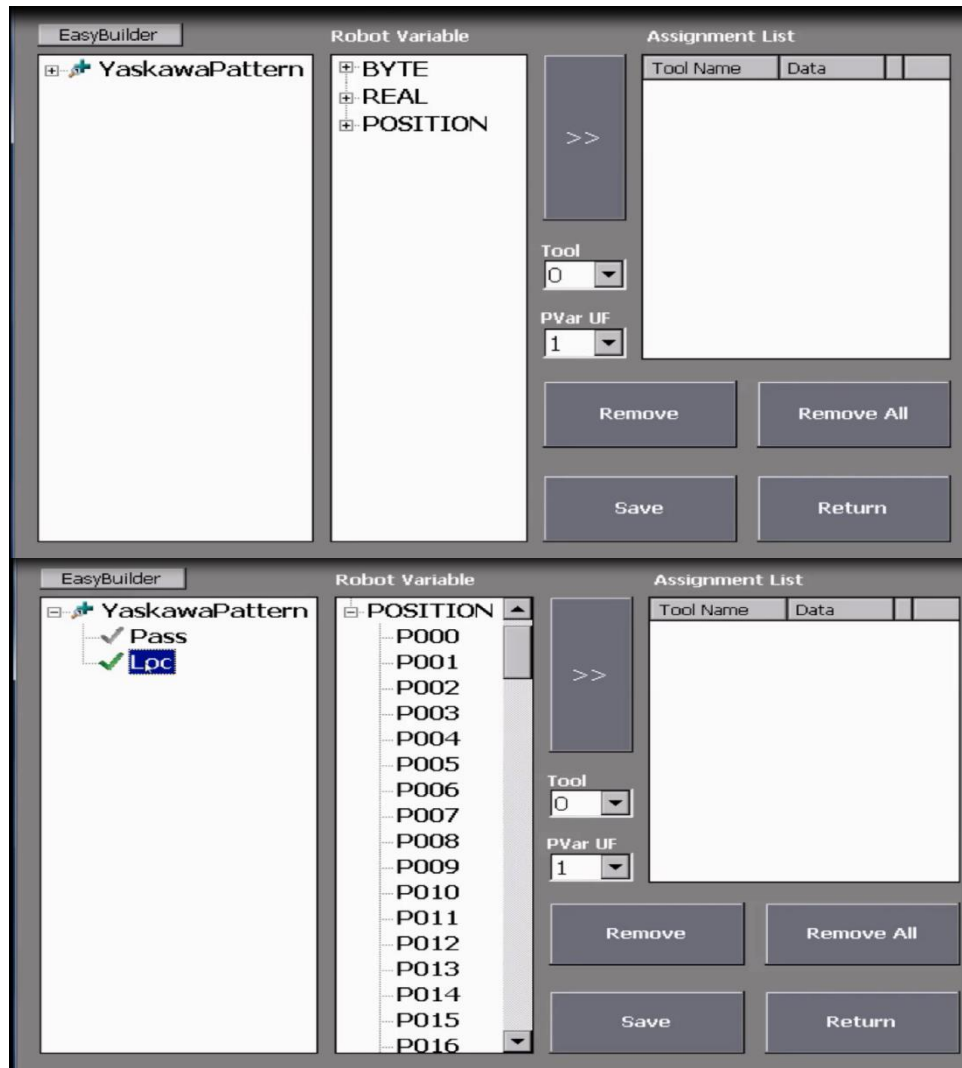 EasyBuilder
Robot Variable
Assignment List
YaskawaPattern
BYTE
REAL
POSITION
>>
Tool
0
PVar UF
1
Tool Name Data
Remove
Remove All
Save
Return
EasyBuilder
Robot Variable
Assignment List
YaskawaPattern
Pass
Loc
POSITION
P000
P001
P002
P003
P004
P005
P006
P007
P008
P009
P010
P011
P012
P013
P014
P015
P016
>>
Tool
0
PVar UF
1
Tool Name Data
Remove
Remove All
Save
Return